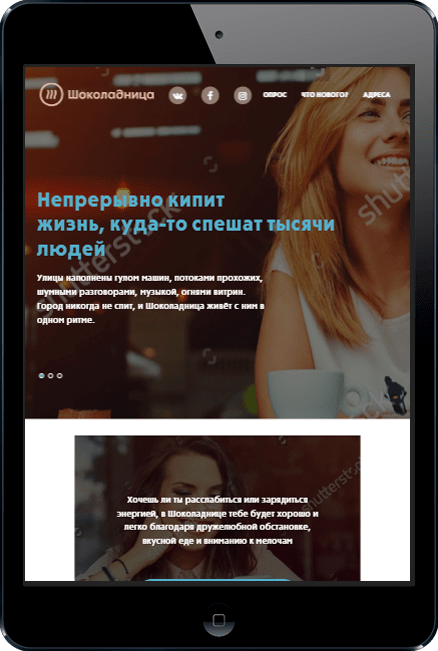 Шоколадница
ОПРОС ЧТО НОВОГО? АДРЕСА
Непрерывно кипит
жизнь, куда-то спешат тысячи
людей
Улицы наполнены гулом машин, потоками прохожих,
шумными разговорами, музыкой, огнями витрин.
Город никогда не спит, и Шоколадница живёт с ним в
одном ритме.
shutterstock
shutterstock
Хочешь ли ты расслабиться или зарядиться
энергией, в Шоколаднице тебе будет хорошо и
легко благодаря дружелюбной обстановке,
вкусной еде и вниманию к мелочам
shutterstock